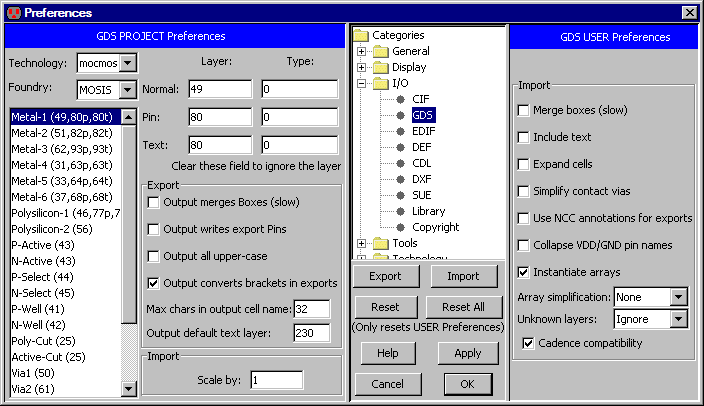 Preferences
GDS PROJECT Preferences
Technology: mocmos
Foundry: MOSIS
Layer: Type:
Normal: 49 0
Pin: 80 0
Text: 80 0
Clear these field to ignore the layer
Metal-1 (49,80p,80t)
Metal-2 (51,82p,82t)
Metal-3 (62,93p,93t)
Metal-4 (31,63p,63t)
Metal-5 (33,64p,64t)
Metal-6 (37,68p,68t)
Polysilicon-1 (46,77p,7
Polysilicon-2 (56)
P-Active (43)
N-Active (43)
P-Select (44)
N-Select (45)
P-Well (41)
N-Well (42)
Poly-Cut (25)
Active-Cut (25)
Via1 (50)
Via2 (61)
Export
Output merges Boxes (slow)
Output writes export Pins
Output all upper-case
Output converts brackets in exports
Max chars in output cell name: 32
Output default text layer: 230
Import
Scale by: 1
Categories
General
Display
I/O
CIF
GDS
EDIF
DEF
CDL
DXF
SUE
Library
Copyright
Tools
Technology
Export Import
Reset Reset All
(Only resets USER Preferences)
Help Apply
Cancel OK
GDS USER Preferences
Import
Merge boxes (slow)
Include text
Expand cells
Simplify contact vias
Use NCC annotations for exports
Collapse VDD/GND pin names
Instantiate arrays
Array simplification: None
Unknown layers: Ignore
Cadence compatibility